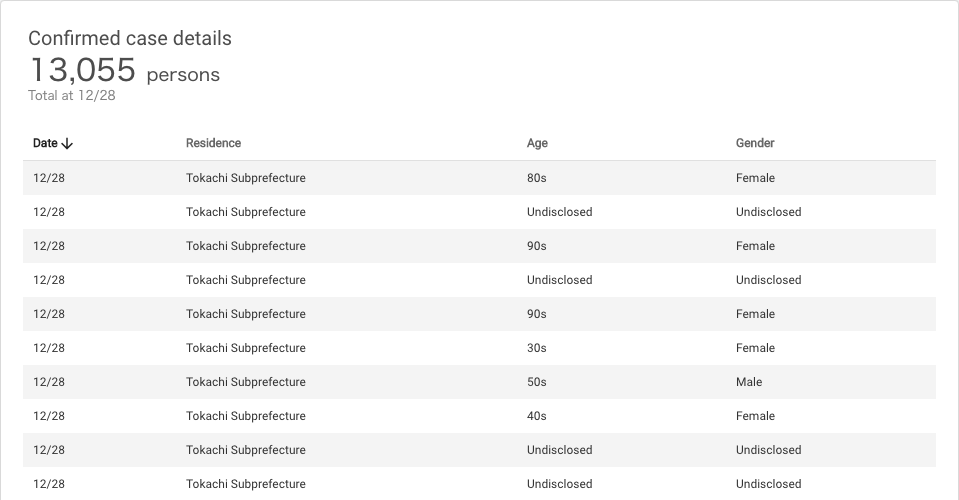 Confirmed case details
13,055 persons
Total at 12/28
Date Residence Age Gender
12/28 Tokachi Subprefecture 80s Female
12/28 Tokachi Subprefecture Undisclosed Undisclosed
12/28 Tokachi Subprefecture 90s Female
12/28 Tokachi Subprefecture Undisclosed Undisclosed
12/28 Tokachi Subprefecture 90s Female
12/28 Tokachi Subprefecture 30s Female
12/28 Tokachi Subprefecture 50s Male
12/28 Tokachi Subprefecture 40s Female
12/28 Tokachi Subprefecture Undisclosed Undisclosed
12/28 Tokachi Subprefecture Undisclosed Undisclosed